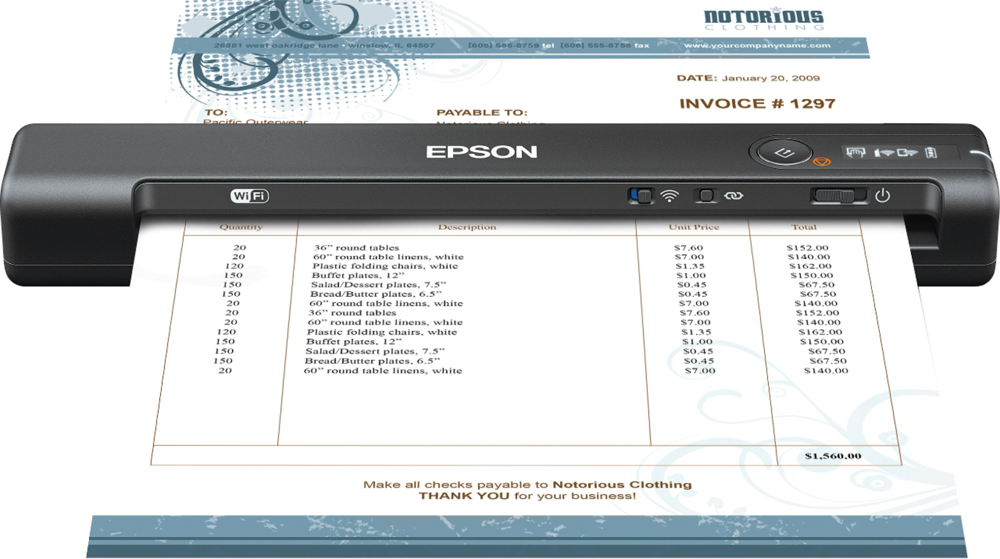 NOTORIOUS
CLOTHING
26881 west oakridge lane • winslow, IL 64507 [606] 555-8759 tel [606] 555-8758 fax www.yourcompanyname.com
DATE: January 20, 2009
INVOICE # 1297
TO: PAYABLE TO:
Pacific Outerwear Notorious Clothing
EPSON
Wi Fi
Quantity Description Unit Price Total
20 36” round tables $7.60 $152.00
20 60” round table linens, white $7.00 $140.00
120 Plastic folding chairs, white $1.35 $162.00
150 Buffet plates, 12” $1.00 $150.00
150 Salad/Dessert plates, 7.5” $0.45 $67.50
150 Bread/Butter plates, 6.5” $0.45 $67.50
20 60” round table linens, white $7.00 $140.00
20 36” round tables $7.60 $152.00
20 60” round table linens, white $7.00 $140.00
120 Plastic folding chairs, white $1.35 $162.00
150 Buffet plates, 12” $1.00 $150.00
150 Salad/Dessert plates, 7.5” $0.45 $67.50
150 Bread/Butter plates, 6.5” $0.45 $67.50
20 60” round table linens, white $7.00 $140.00
$1,560.00
Make all checks payable to Notorious Clothing
THANK YOU for your business!